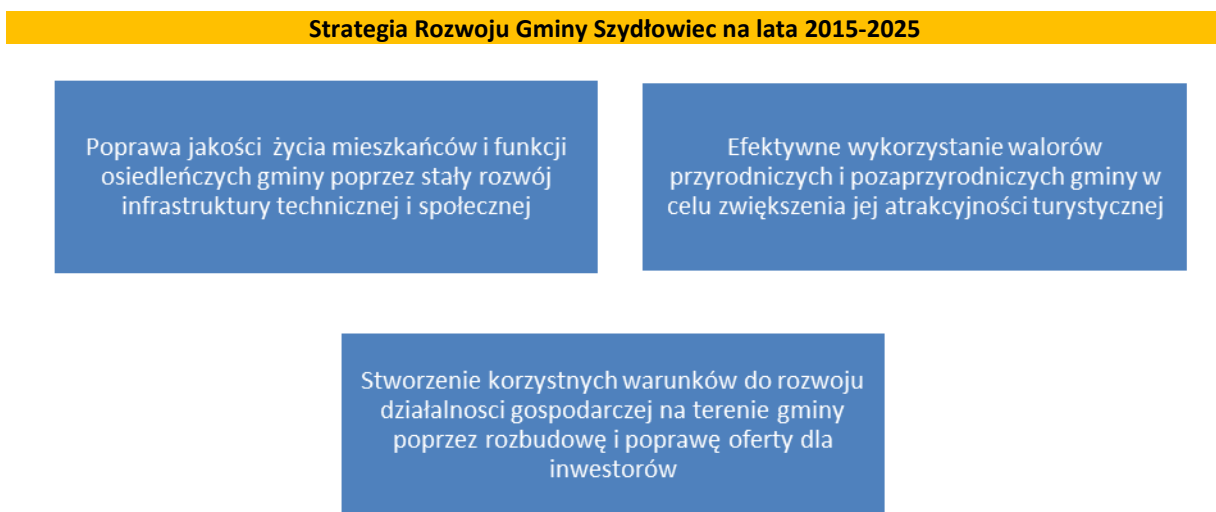 Strategia Rozwoju Gminy Szydłowiec na lata 2015-2025
Poprawa jakości życia mieszkańców i funkcji
osiedleńczych gminy poprzez stały rozwój
infrastruktury technicznej i społecznej
Efektywne wykorzystanie walorów
przyrodniczych i pozaprzyrodniczych gminy w
celu zwiększenia jej atrakcyjności turystycznej
Stworzenie korzystnych warunków do rozwoju
działalnosci gospodarczej na terenie gminy
poprzez rozbudowę i poprawę oferty dla
inwestorów